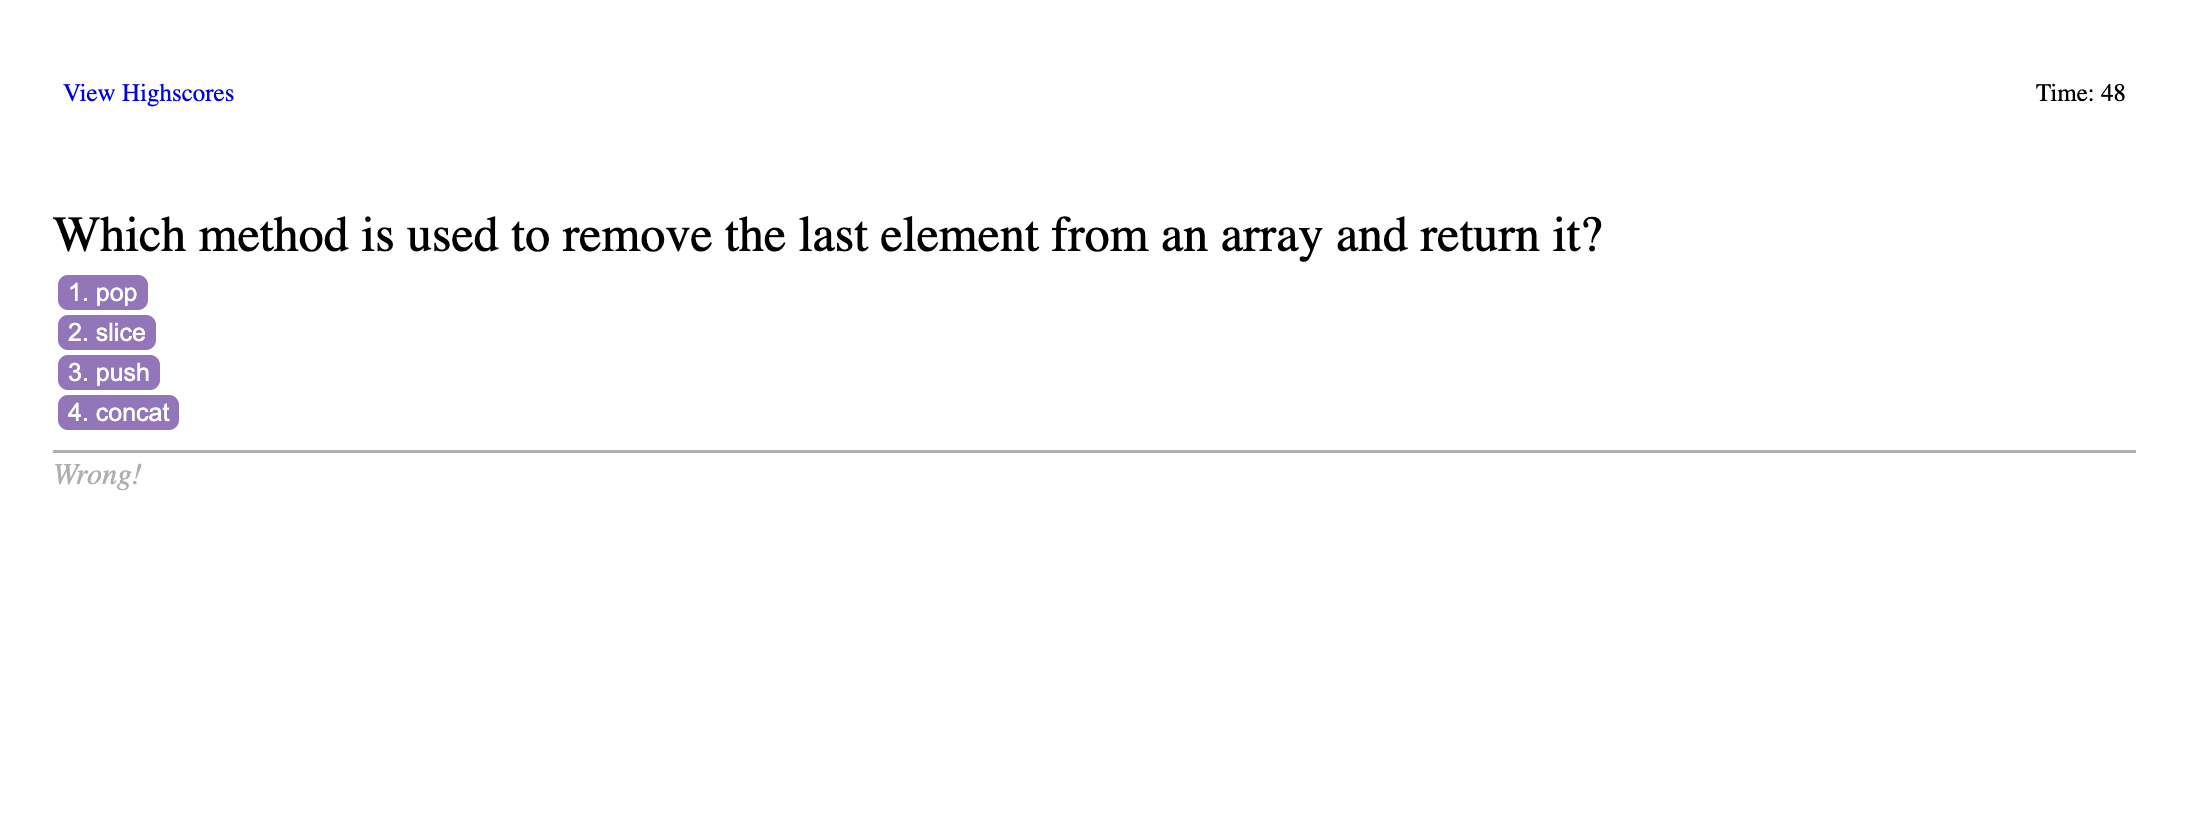 View Highscores
Time: 48
Which method is used to remove the last element from an array and return it?
1. pop
2. slice
3. push
4. concat
Wrong!